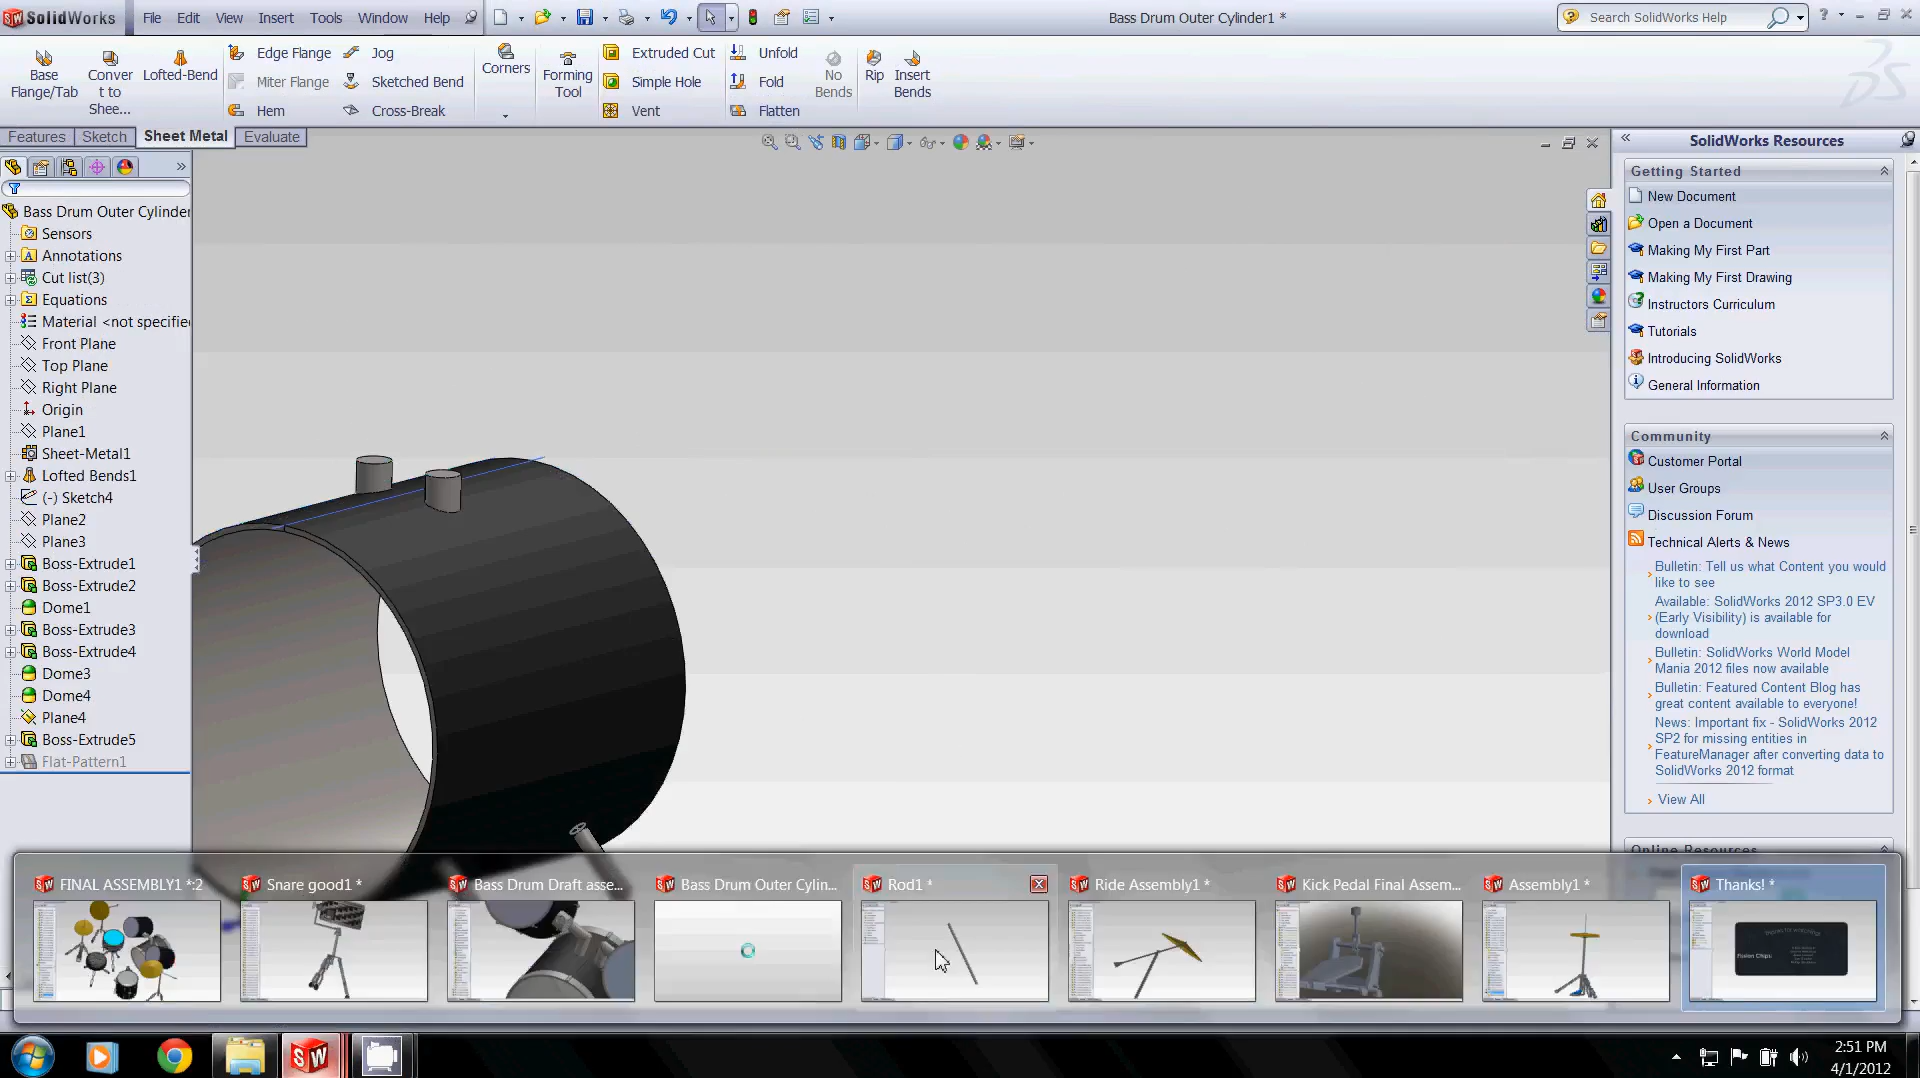 SolidWorks File Edit View Insert Tools Window Help Bass Drum Outer Cylinder1 * Search SolidWorks Help
Base Flange/Tab
Conver t to Shee...
Lofted-Bend
Edge Flange
Miter Flange
Hem
Jog
Sketched Bend
Cross-Break
Corners
Forming Tool
Extruded Cut
Simple Hole
Vent
Unfold
Fold
Flatten
No Bends
Rip
Insert Bends
Features Sketch Sheet Metal Evaluate
Bass Drum Outer Cylinder
Sensors
Annotations
Cut list(3)
Equations
Material <not specifie
Front Plane
Top Plane
Right Plane
Origin
Plane1
Sheet-Metal1
Lofted Bends1
(-) Sketch4
Plane2
Plane3
Boss-Extrude1
Boss-Extrude2
Dome1
Boss-Extrude3
Boss-Extrude4
Dome3
Dome4
Plane4
Boss-Extrude5
Flat-Pattern1
SolidWorks Resources
Getting Started
New Document
Open a Document
Making My First Part
Making My First Drawing
Instructors Curriculum
Tutorials
Introducing SolidWorks
General Information
Community
Customer Portal
User Groups
Discussion Forum
Technical Alerts & News
Bulletin: Tell us what Content you would
like to see
Available: SolidWorks 2012 SP3.0 EV
(Early Visibility) is available for
download
Bulletin: SolidWorks World Model
Mania 2012 files now available
Bulletin: Featured Content Blog has
great content available to everyone!
News: Important fix - SolidWorks 2012
SP2 for missing entities in
FeatureManager after converting data to
SolidWorks 2012 format
View All
Online Resources
FINAL ASSEMBLY1 *:2
Snare good1 *
Bass Drum Draft asse...
Bass Drum Outer Cylin...
Rod1 *
Ride Assembly1 *
Kick Pedal Final Assem...
Assembly1 *
Thanks! *
2:51 PM
4/1/2012